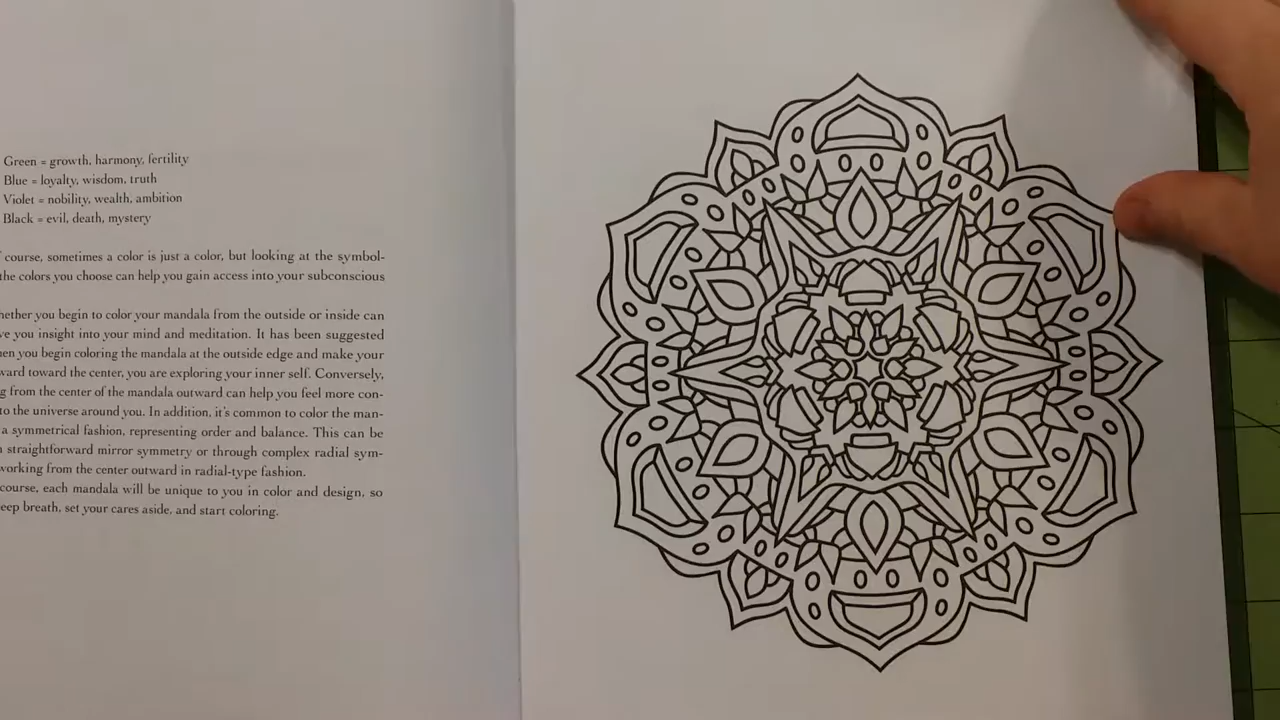 Green = growth, harmony, fertility
Blue = loyalty, wisdom, truth
Violet = nobility, wealth, ambition
Black = evil, death, mystery
course, sometimes a color is just a color, but looking at the symbol-
the colors you choose can help you gain access into your subconscious
hether you begin to color your mandala from the outside or inside can
ve you insight into your mind and meditation. It has been suggested
hen you begin coloring the mandala at the outside edge and make your
ward toward the center, you are exploring your inner self. Conversely,
g from the center of the mandala outward can help you feel more con-
to the universe around you. In addition, it's common to color the man-
a symmetrical fashion, representing order and balance. This can be
straightforward mirror symmetry or through complex radial sym-
working from the center outward in radial-type fashion.
course, each mandala will be unique to you in color and design, so
eep breath, set your cares aside, and start coloring.